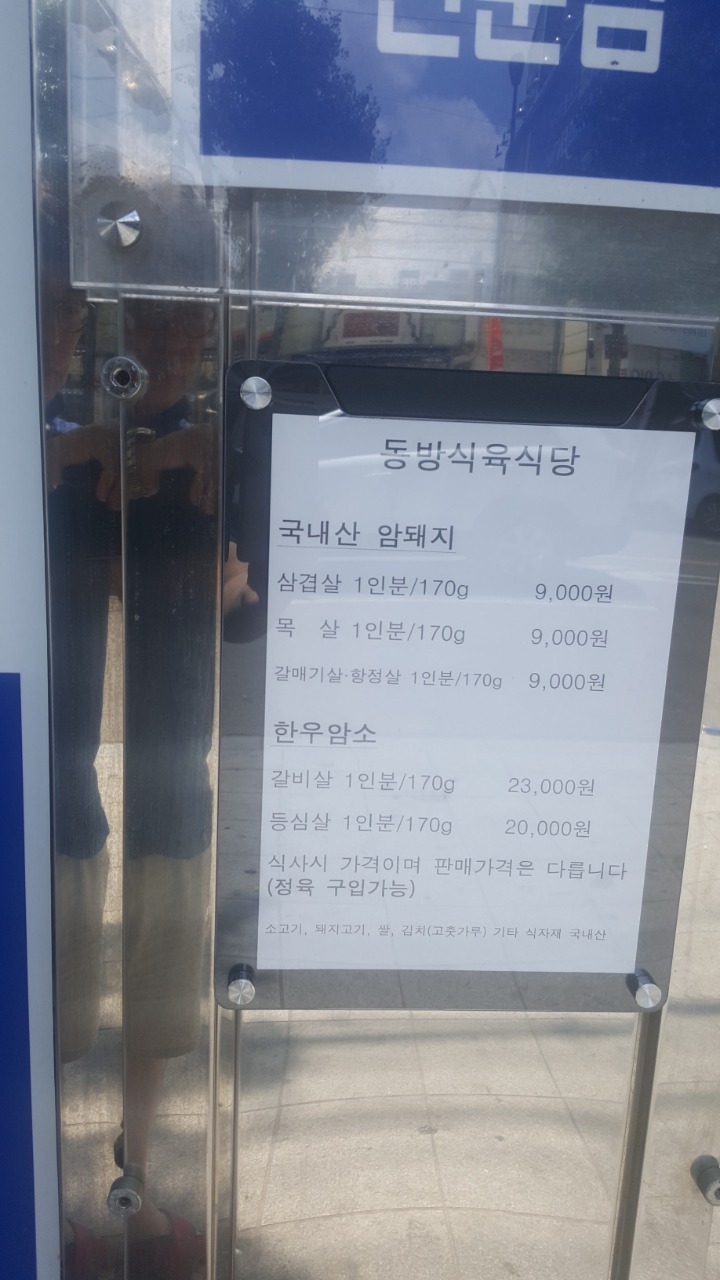 전문점
동방식육식당
국내산 암돼지
삼겹살 1인분/170g 9,000원
목 살 1인분/170g 9,000원
갈매기살·항정살 1인분/170g 9,000원
한우암소
갈비살 1인분/170g 23,000원
등심살 1인분/170g 20,000원
식사시 가격이며 판매가격은 다릅니다
(정육 구입가능)
소고기, 돼지고기, 쌀, 김치(고춧가루) 기타 식자재 국내산